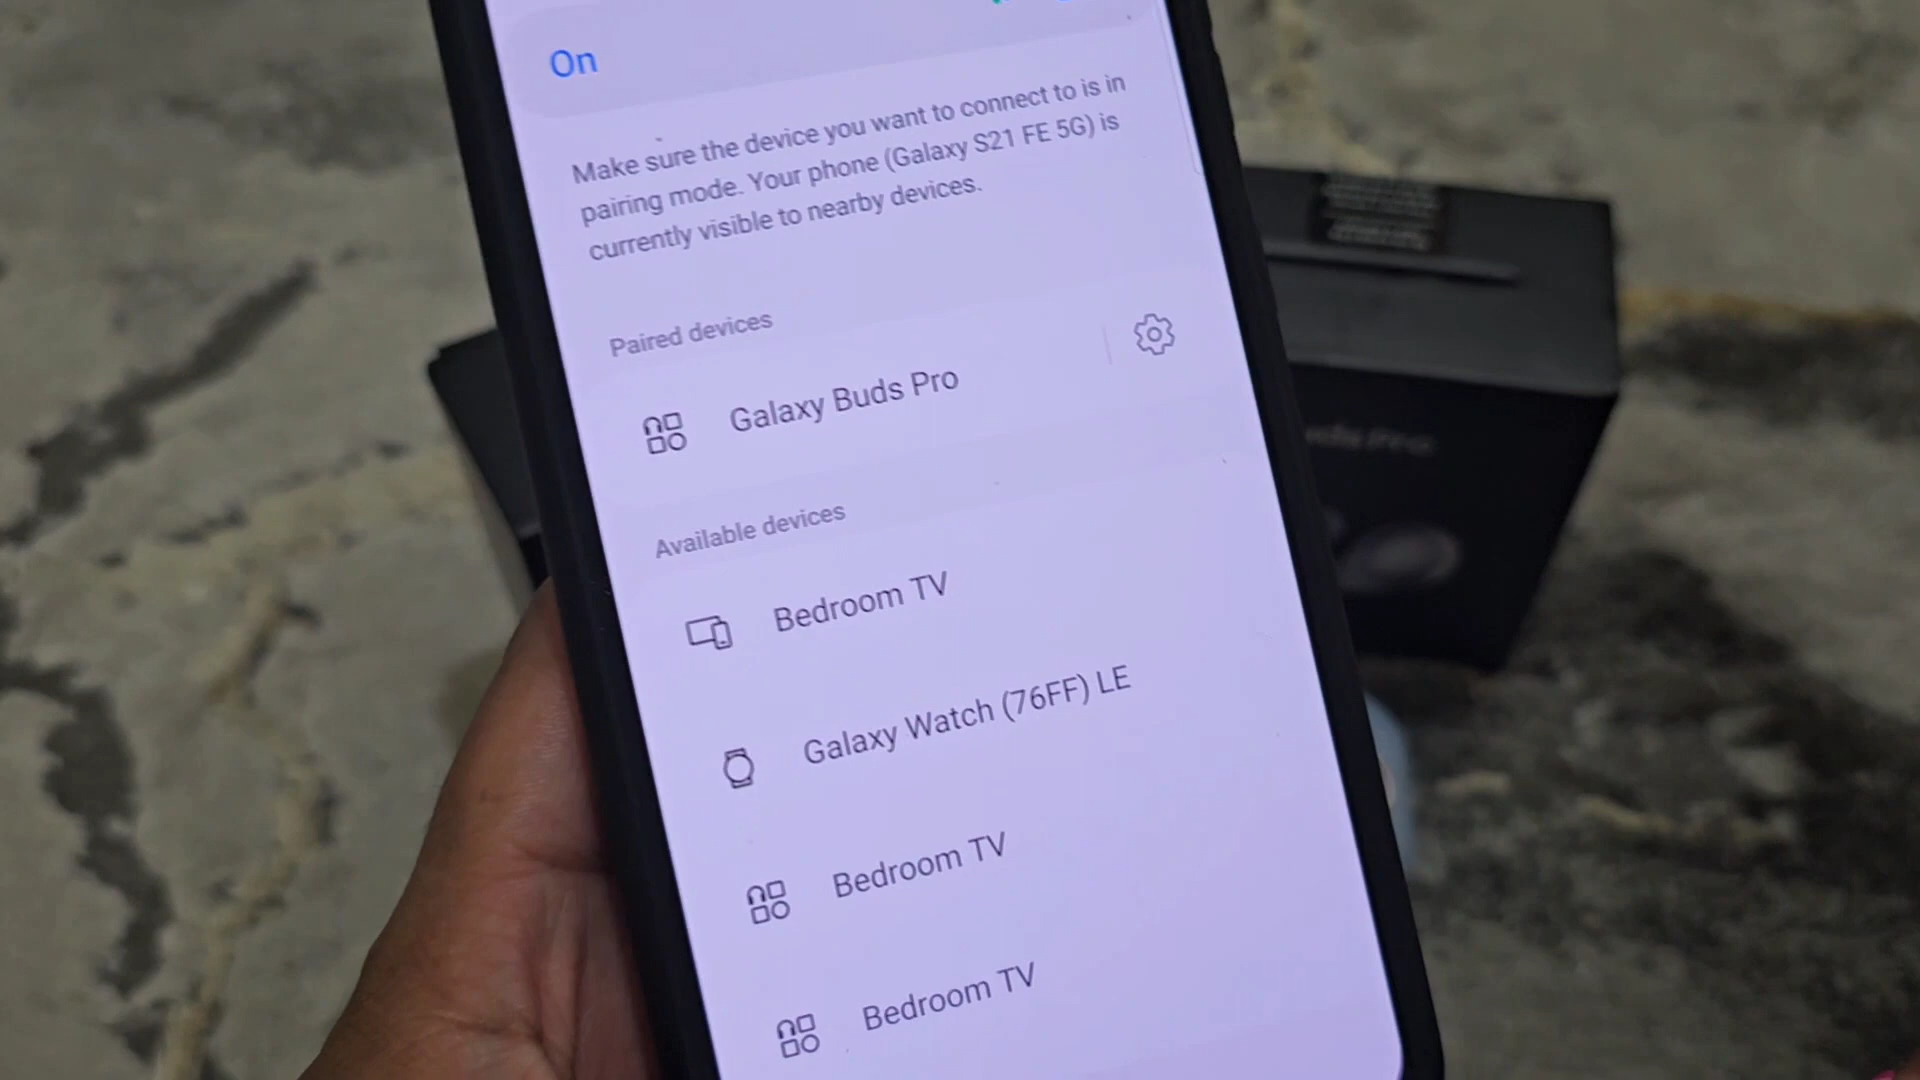 On
Make sure the device you want to connect to is in
pairing mode. Your phone (Galaxy S21 FE 5G) is
currently visible to nearby devices.
Paired devices
Galaxy Buds Pro
Available devices
Bedroom TV
Galaxy Watch (76FF) LE
Bedroom TV
Bedroom TV